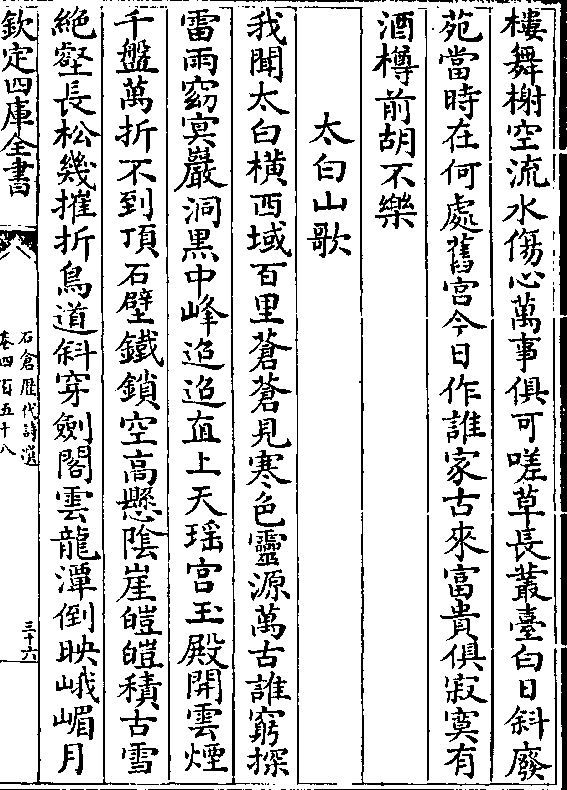 樓舞榭空流水傷心萬事俱可嗟草長叢臺白日斜廢
苑當時在何處舊宮今日作誰家古來富貴俱寂寞有
酒樽前胡不樂
太白山歌
我聞太白橫西域百里蒼蒼見寒色靈源萬古誰窮探
雷雨窈㝠巖洞黑中峰迢迢直上天瑶宫玉殿開雲煙
千盤萬折不到頂石壁鐵鎖空高懸陰崖皚皚積古雪
絶壑長松幾摧折鳥道斜穿劍閣雲龍潭倒映峨嵋月
欽定四庫全書
石倉歴代詩選
卷四百五十八
三十六